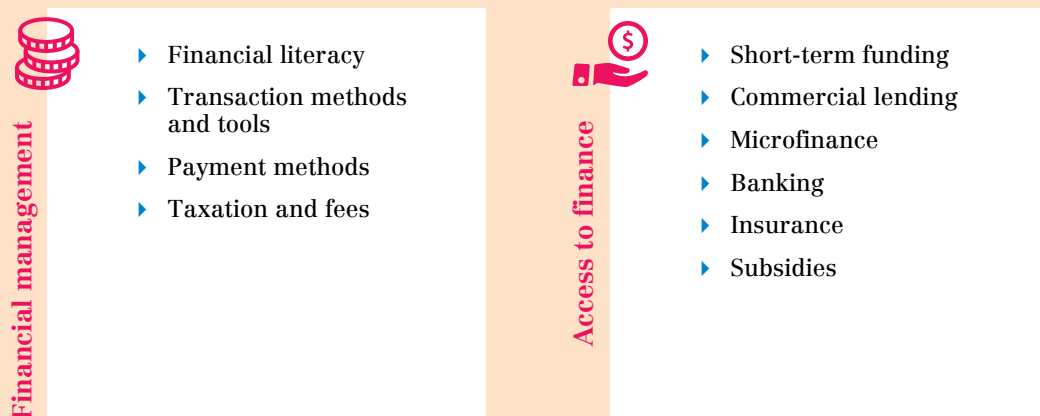 Financial management
Financial literacy
Transaction methods
and tools
Payment methods
Taxation and fees
Access to finance
$
Short-term funding
Commercial lending
Microfinance
Banking
Insurance
Subsidies